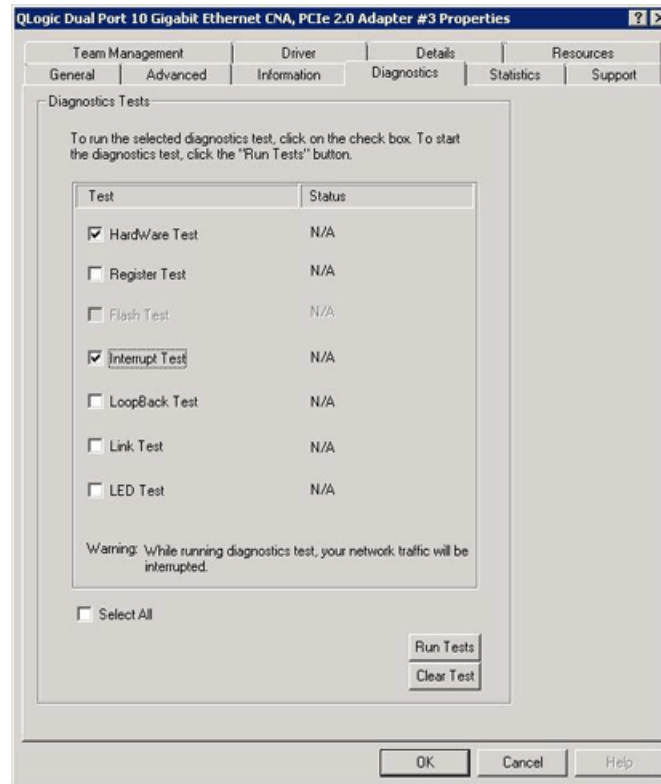 QLogic Dual Port 10 Gigabit Ethernet CNA, PCIe 2.0 Adapter #3 Properties
Team Management Driver Details Resources
General Advanced Information Diagnostics Statistics Support
Diagnostics Tests
To run the selected diagnostics test, click on the check box. To start
the diagnostics test, click the "Run Tests" button.
Test Status
HardWare Test N/A
Register Test N/A
Flash Test N/A
Interrupt Test N/A
LoopBack Test N/A
Link Test N/A
LED Test N/A
Warning: While running diagnostics test, your network traffic will be
interrupted.
Select All
Run Tests
Clear Test
OK Cancel Help